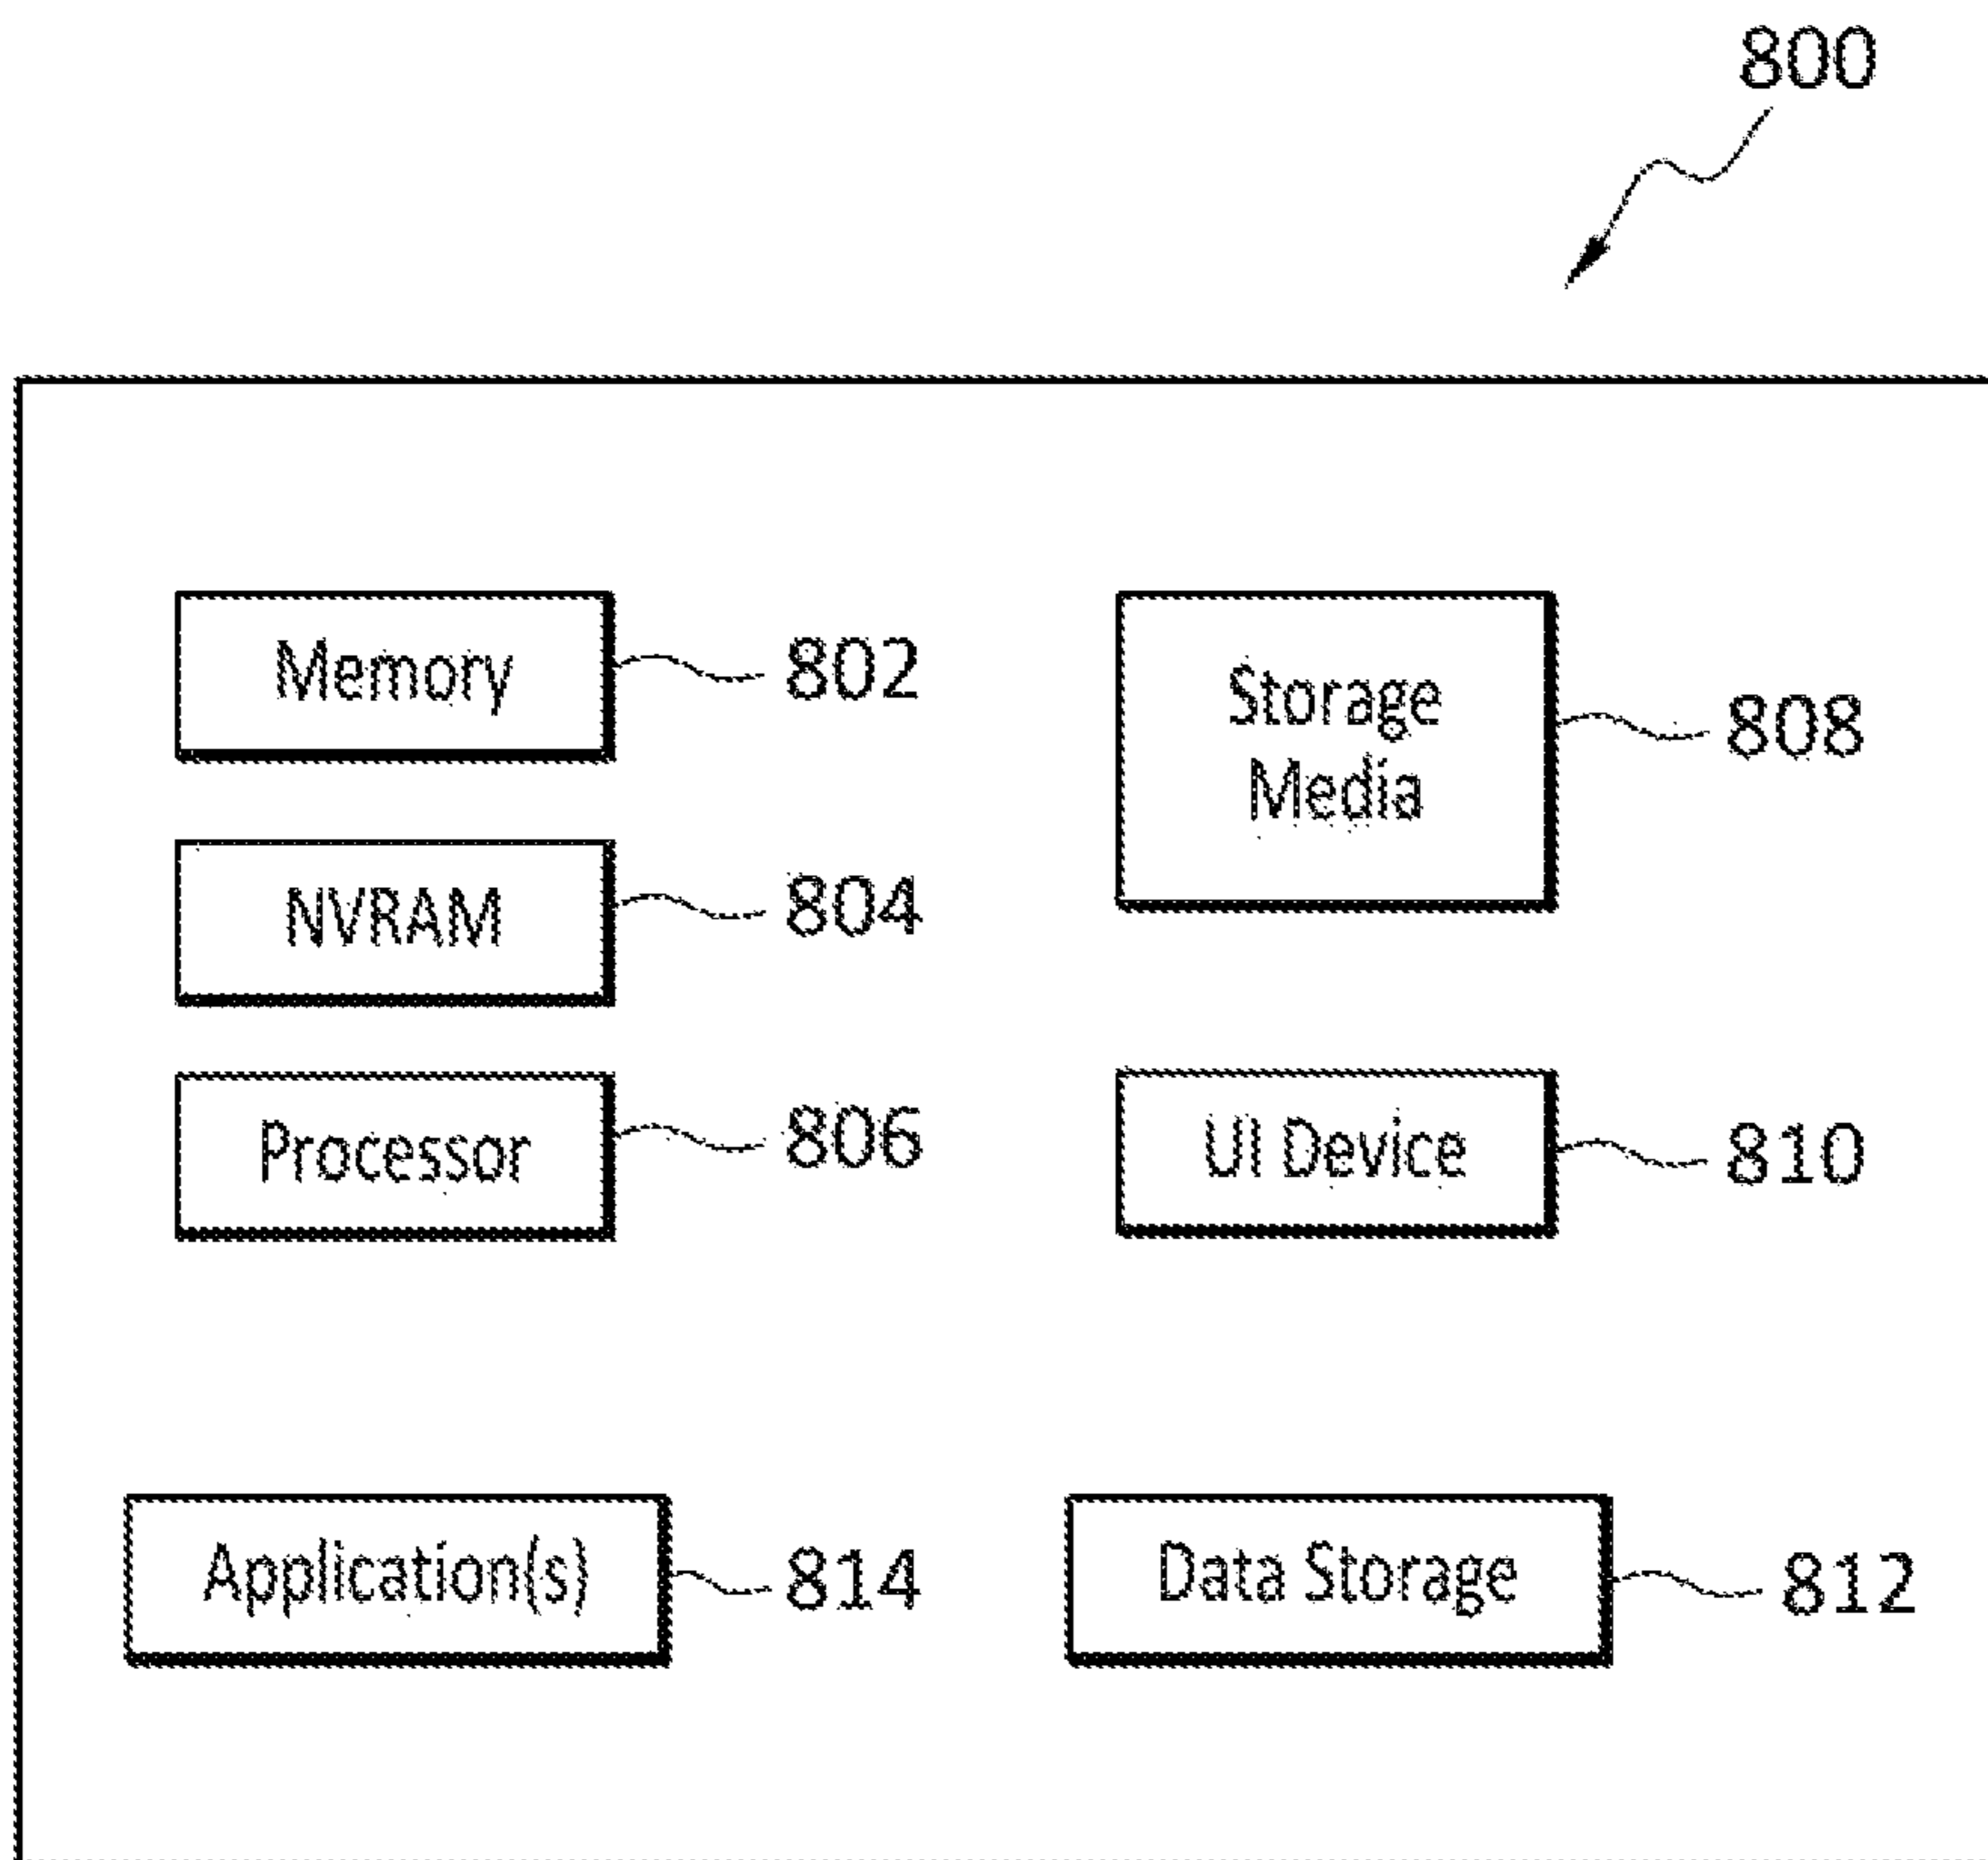 800
Memory
802
Storage
Media
808
NVRAM
804
Processor
806
UI Device
810
Application(s)
814
Data Storage
812